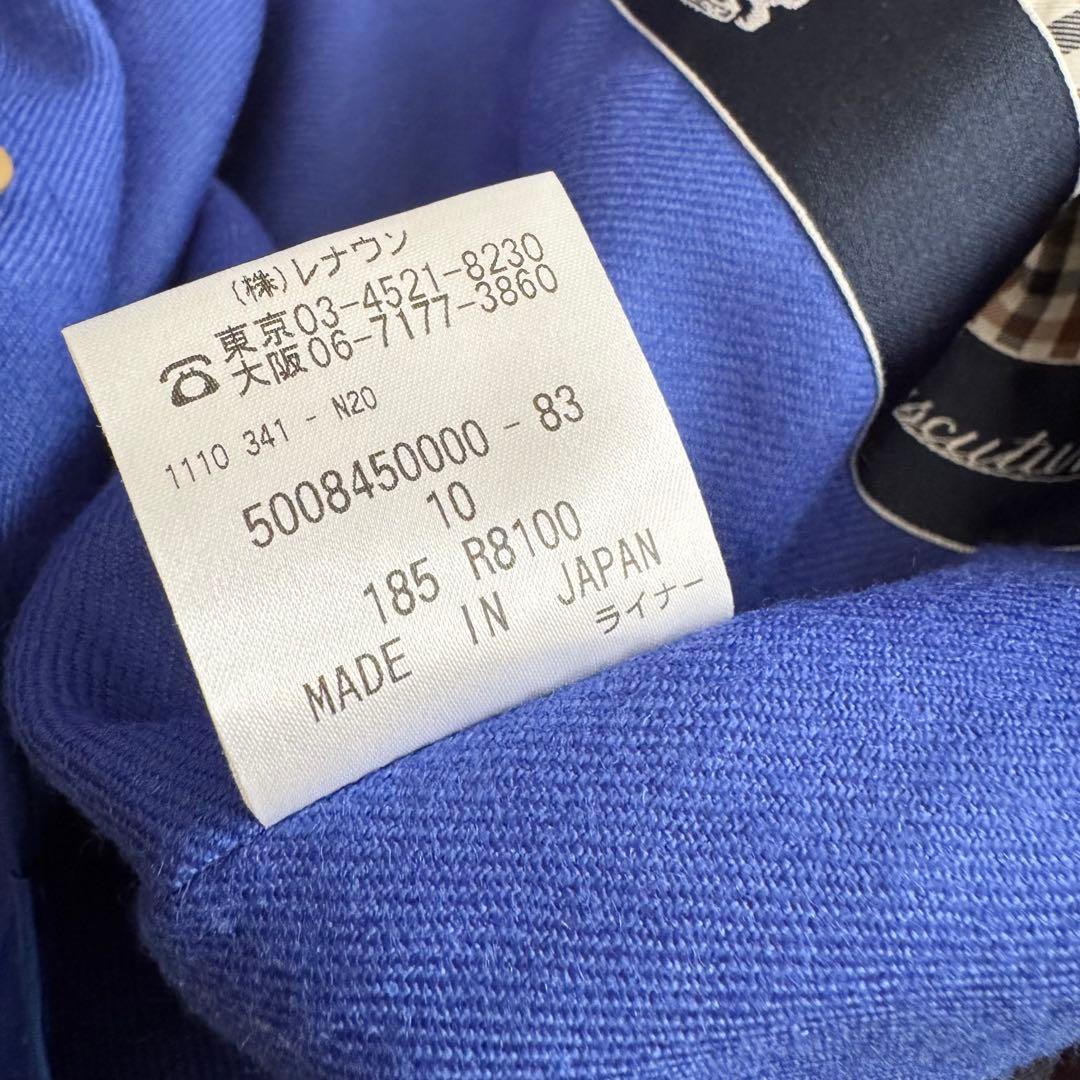 (株)レナウン
東京03-4521-8230
大阪06-7177-3860
1110 341 - N20
5008450000 - 83
10
185 R8100
MADE IN JAPAN
ライナー